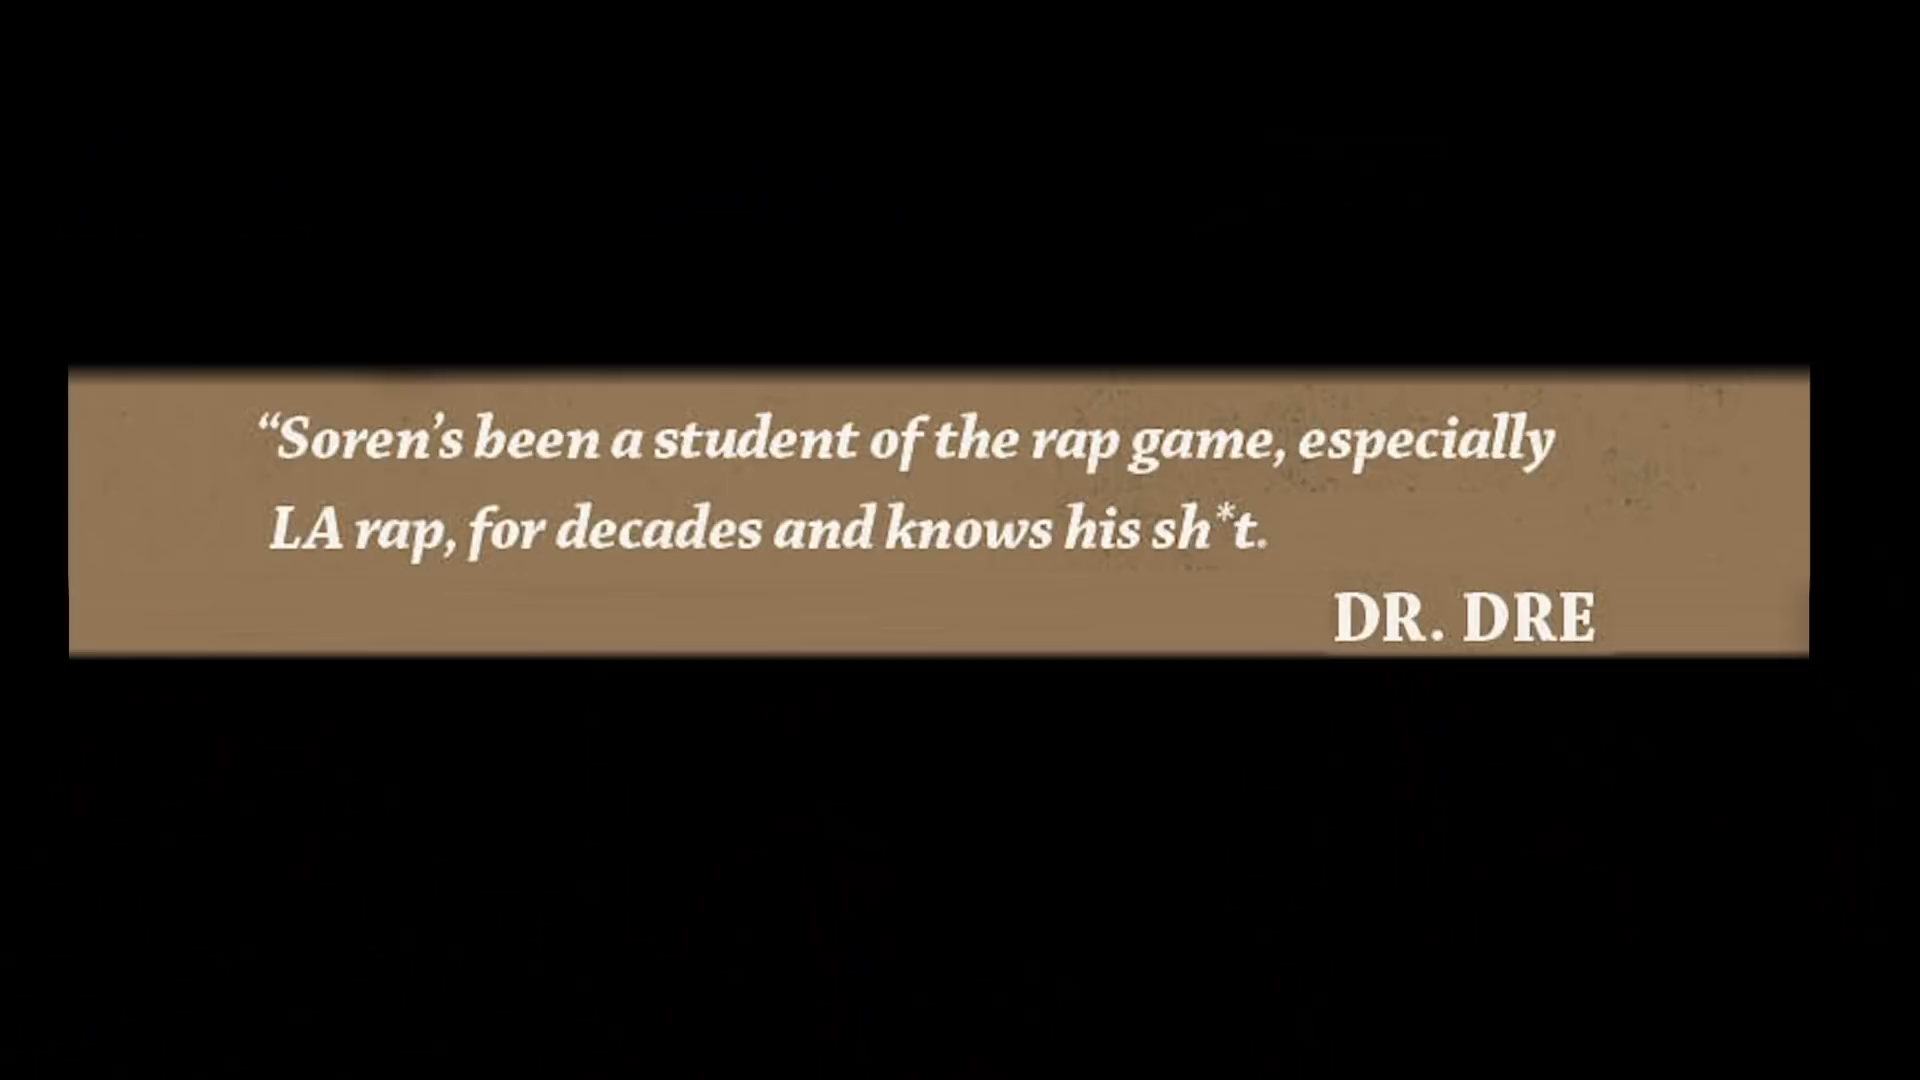 “Soren’s been a student of the rap game, especially
LA rap, for decades and knows his sh*t.
DR. DRE